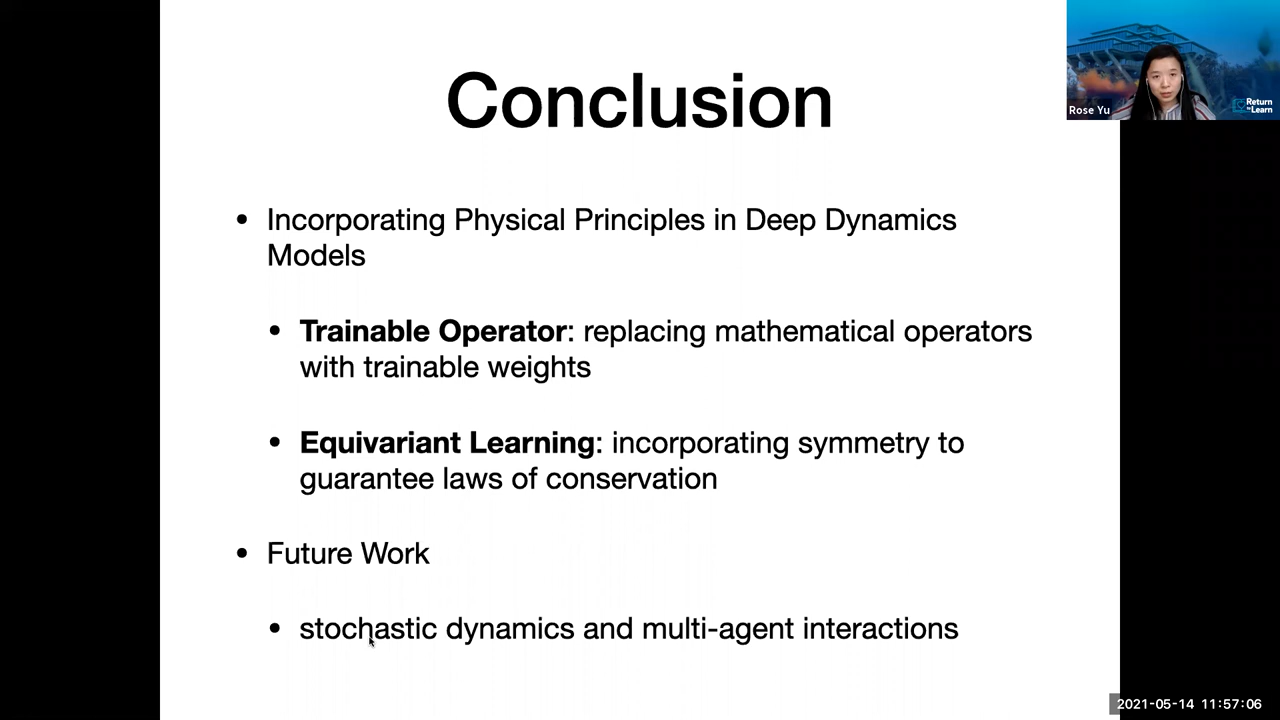 Conclusion
Rose Yu
Return
to Learn
• Incorporating Physical Principles in Deep Dynamics
Models
• Trainable Operator: replacing mathematical operators
with trainable weights
• Equivariant Learning: incorporating symmetry to
guarantee laws of conservation
• Future Work
• stochastic dynamics and multi-agent interactions
2021-05-14 11:57:06